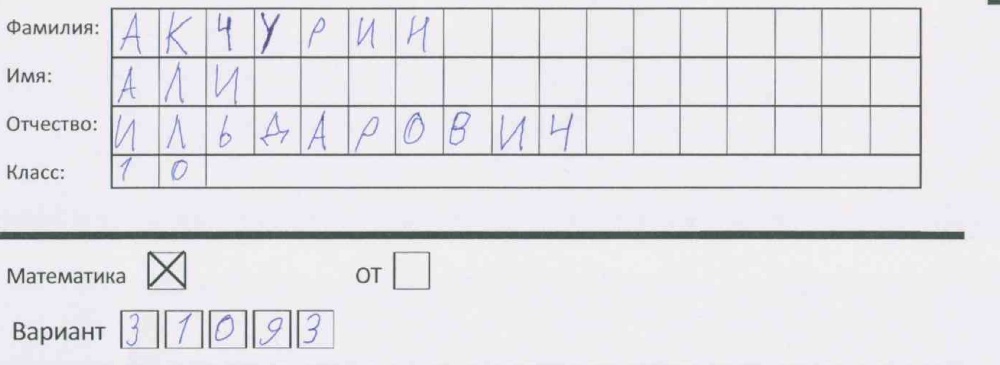 Фамилия: АКЧУРИН
Имя: АЛИ
Отчество: ИЛЬДАРОВИЧ
Класс: 10
Математика ☒ ОТ ☐
Вариант 31093